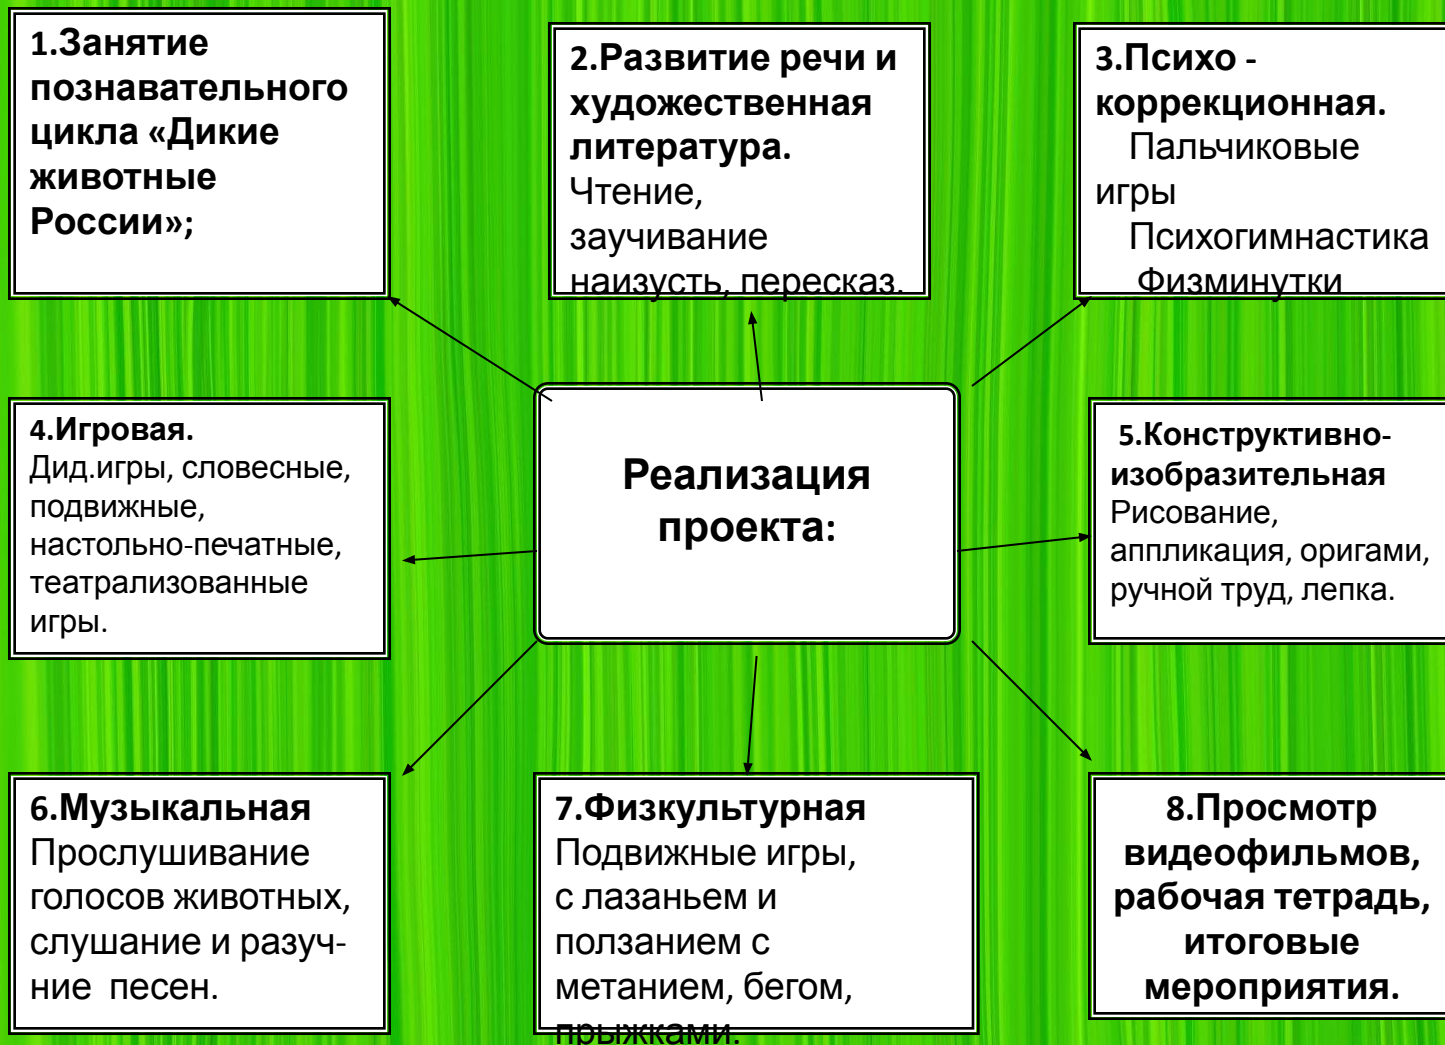 1.Занятие
познавательного
цикла «Дикие
животные
России»;
2.Развитие речи и
художественная
литература.
Чтение,
заучивание
наизусть, пересказ.
3.Психо -
коррекционная.
Пальчиковые
игры
Психогимнастика
Физминутки
4.Игровая.
Дид.игры, словесные,
подвижные,
настольно-печатные,
театрализованные
игры.
Реализация
проекта:
5.Конструктивно-
изобразительная
Рисование,
аппликация, оригами,
ручной труд, лепка.
6.Музыкальная
Прослушивание
голосов животных,
слушание и разуч-
ние песен.
7.Физкультурная
Подвижные игры,
с лазаньем и
ползанием с
метанием, бегом,
прыжками.
8.Просмотр
видеофильмов,
рабочая тетрадь,
итоговые
мероприятия.